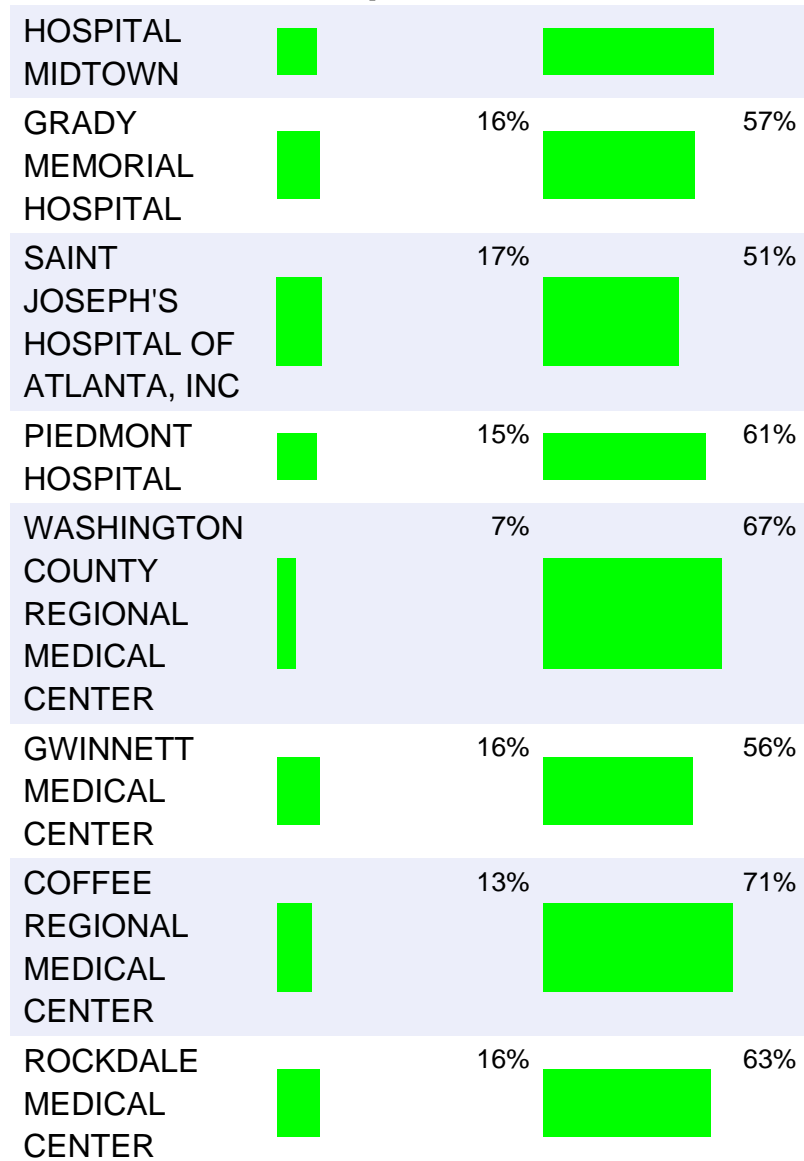 HOSPITAL
MIDTOWN
GRADY 16% 57%
MEMORIAL
HOSPITAL
SAINT 17% 51%
JOSEPH'S
HOSPITAL OF
ATLANTA, INC
PIEDMONT 15% 61%
HOSPITAL
WASHINGTON 7% 67%
COUNTY
REGIONAL
MEDICAL
CENTER
GWINNETT 16% 56%
MEDICAL
CENTER
COFFEE 13% 71%
REGIONAL
MEDICAL
CENTER
ROCKDALE 16% 63%
MEDICAL
CENTER